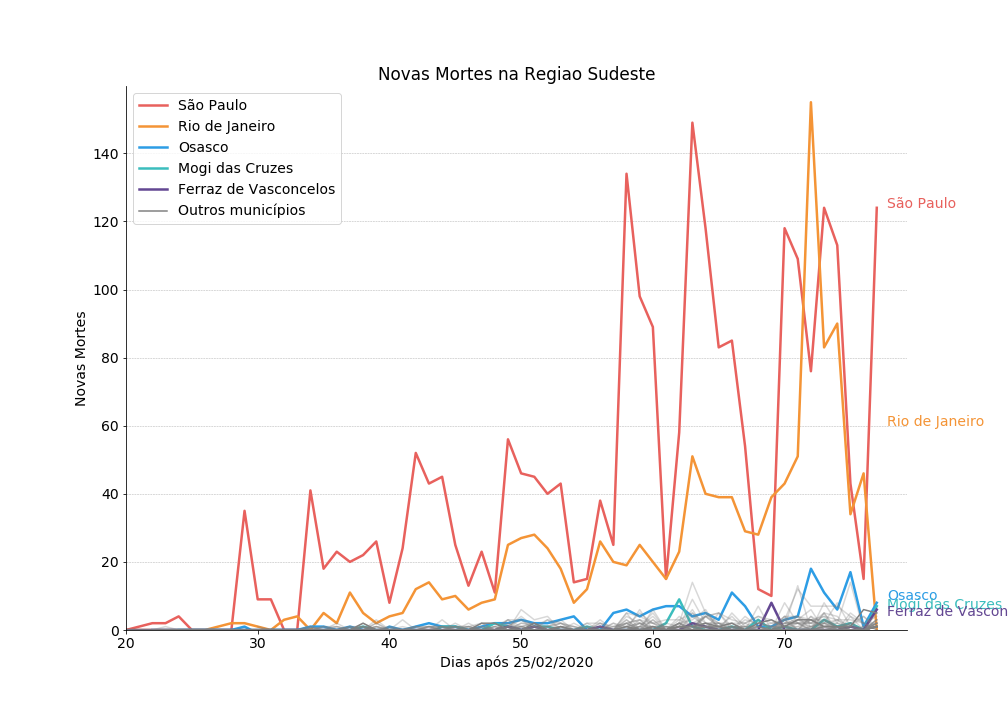 Novas Mortes na Regiao Sudeste
São Paulo
Rio de Janeiro
Osasco
Mogi das Cruzes
Ferraz de Vasconcelos
Outros municípios
Novas Mortes
140
120
100
80
60
40
20
0
20
30
40
50
60
70
Dias após 25/02/2020
São Paulo
Rio de Janeiro
Osasco
Mogi das Cruzes
Ferraz de Vascon